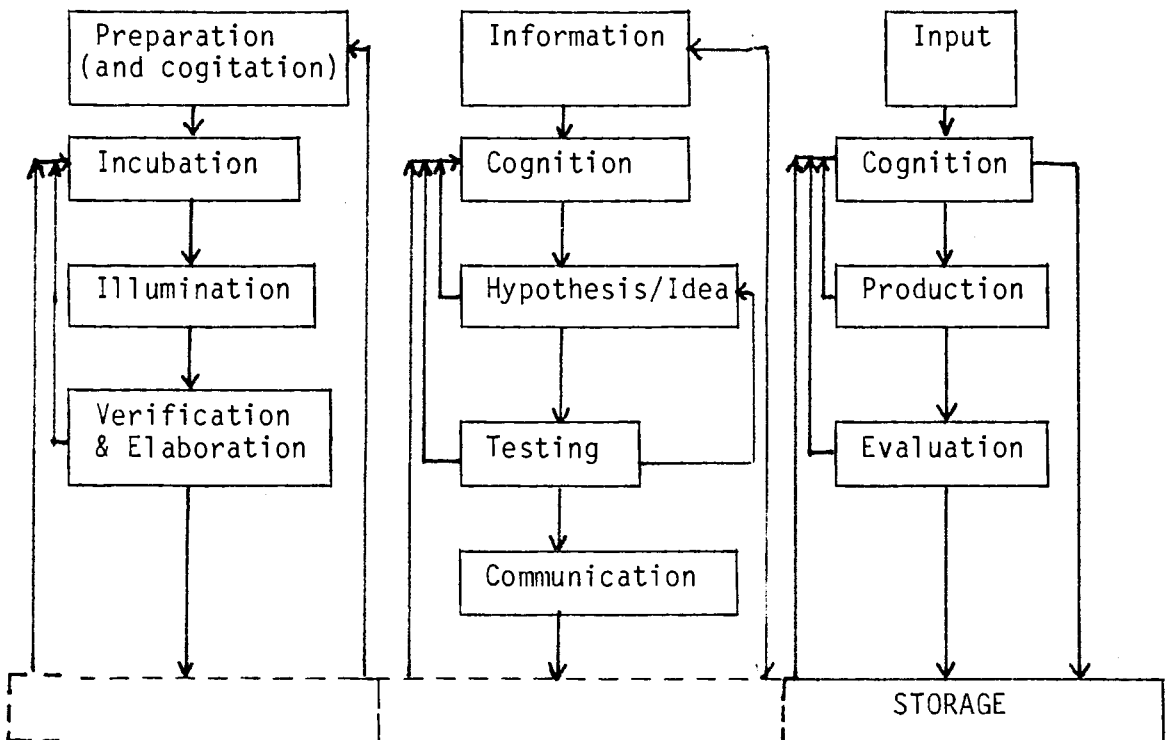 Preparation
(and cogitation)
Incubation
Illumination
Verification
& Elaboration
Information
Cognition
Hypothesis/Idea
Testing
Communication
Input
Cognition
Production
Evaluation
STORAGE